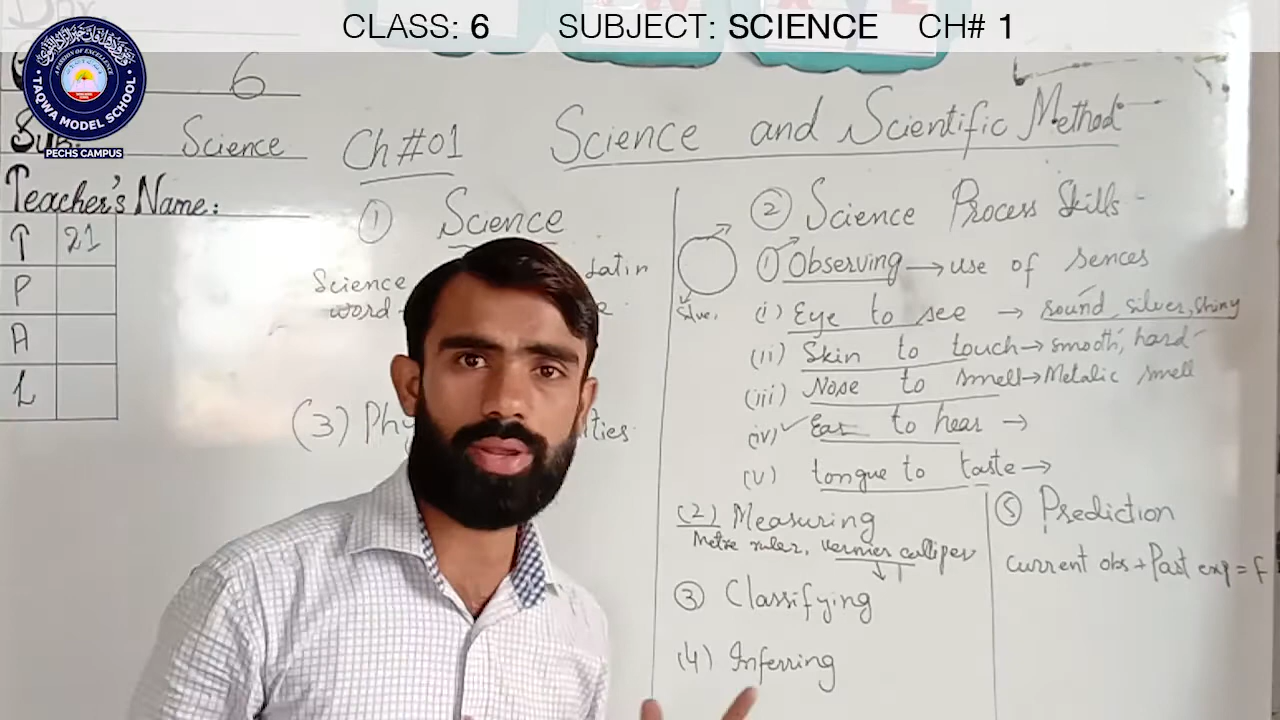 CLASS: 6 SUBJECT: SCIENCE CH# 1
TAQWA MODEL SCHOOL
PECHS CAMPUS
6
Sub: Science
Teacher's Name:
T 21
P
A
L
Ch#01 Science and Scientific Method
① Science
Science Latin
word
(3) Phy ities
② Science Process Skills
① Observing → use of sences
(i) Eye to see → round, silver, shiny
(ii) Skin to touch → smooth, hard
(iii) Nose to smell → Metalic smell
(iv) ✓ Ear to hear →
(v) tongue to taste →
(2) Measuring
Metre ruler, vernier calliper
③ Classifying
(4) Inferring
⑤ Prediction
current obs + Past exp = f